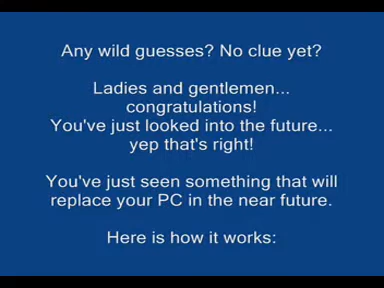 Any wild guesses? No clue yet?
Ladies and gentlemen...
congratulations!
You've just looked into the future...
yep that's right!
You've just seen something that will
replace your PC in the near future.
Here is how it works: